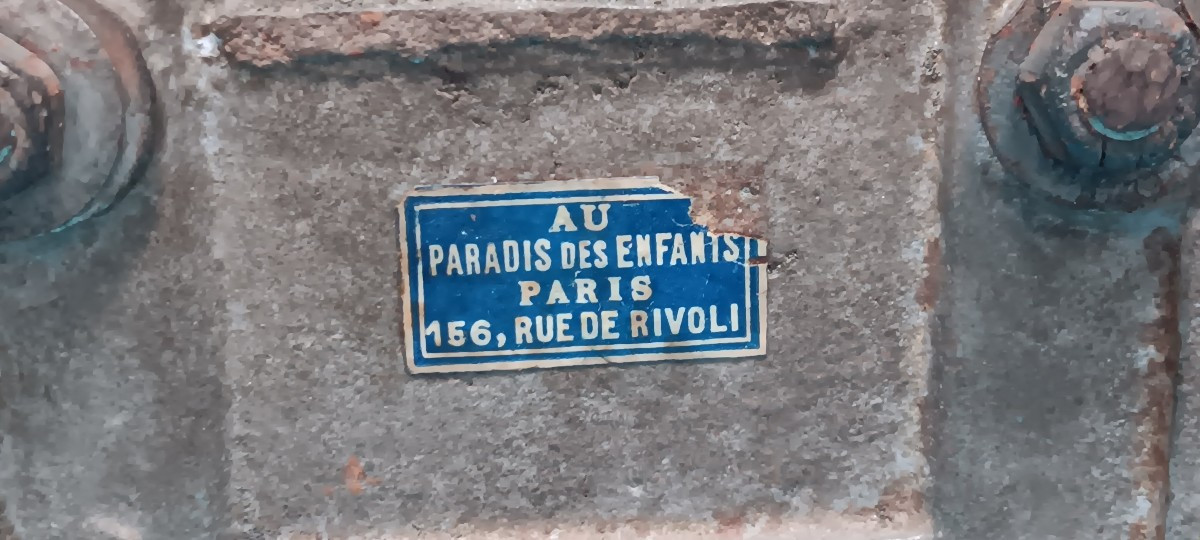 AU
PARADIS DES ENFANTS
PARIS
156, RUE DE RIVOLI